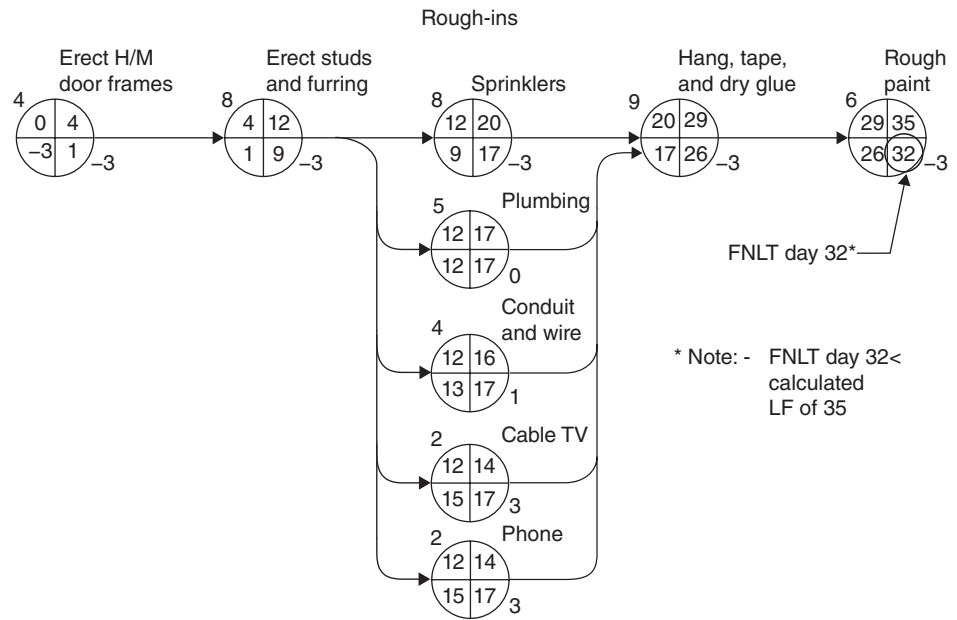 Rough-ins
Erect H/M
door frames
4
0 4
–3 1
–3
Erect studs
and furring
8
4 12
1 9
–3
Sprinklers
8
12 20
9 17
–3
Hang, tape,
and dry glue
9
20 29
17 26
–3
Rough
paint
6
29 35
26 32
–3
Plumbing
5
12 17
12 17
0
FNLT day 32*
Conduit
and wire
4
12 16
13 17
1
* Note: - FNLT day 32<
calculated
LF of 35
Cable TV
2
12 14
15 17
3
Phone
2
12 14
15 17
3